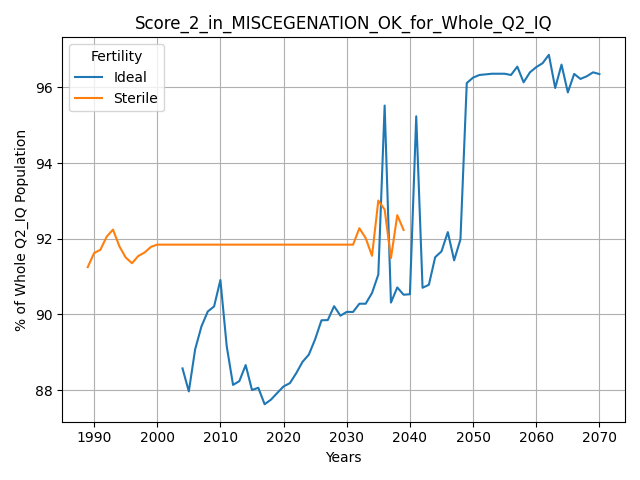 Score_2_in_MISCEGENATION_OK_for_Whole_Q2_IQ
Fertility
Ideal
Sterile
% of Whole Q2_IQ Population
96
94
92
90
88
1990 2000 2010 2020 2030 2040 2050 2060 2070
Years